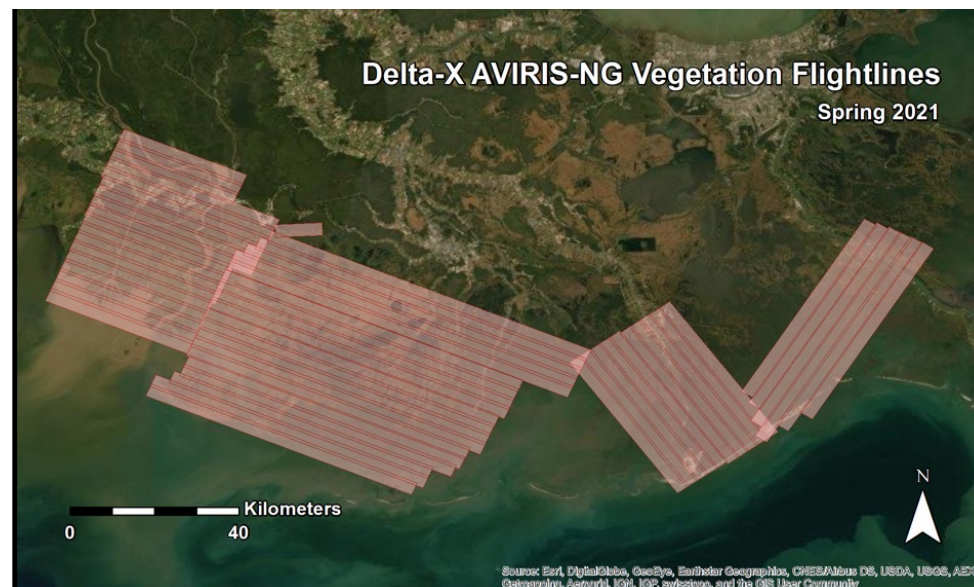 Delta-X AVIRIS-NG Vegetation Flightlines
Spring 2021
N
Kilometers
0 40
Source: Esri, DigitalGlobe, GeoEye, Earthstar Geographics, CNES/Airbus DS, USDA, USGS, AEX,
Getmapping, Aerogrid, IGN, IGP, swisstopo, and the GIS User Community